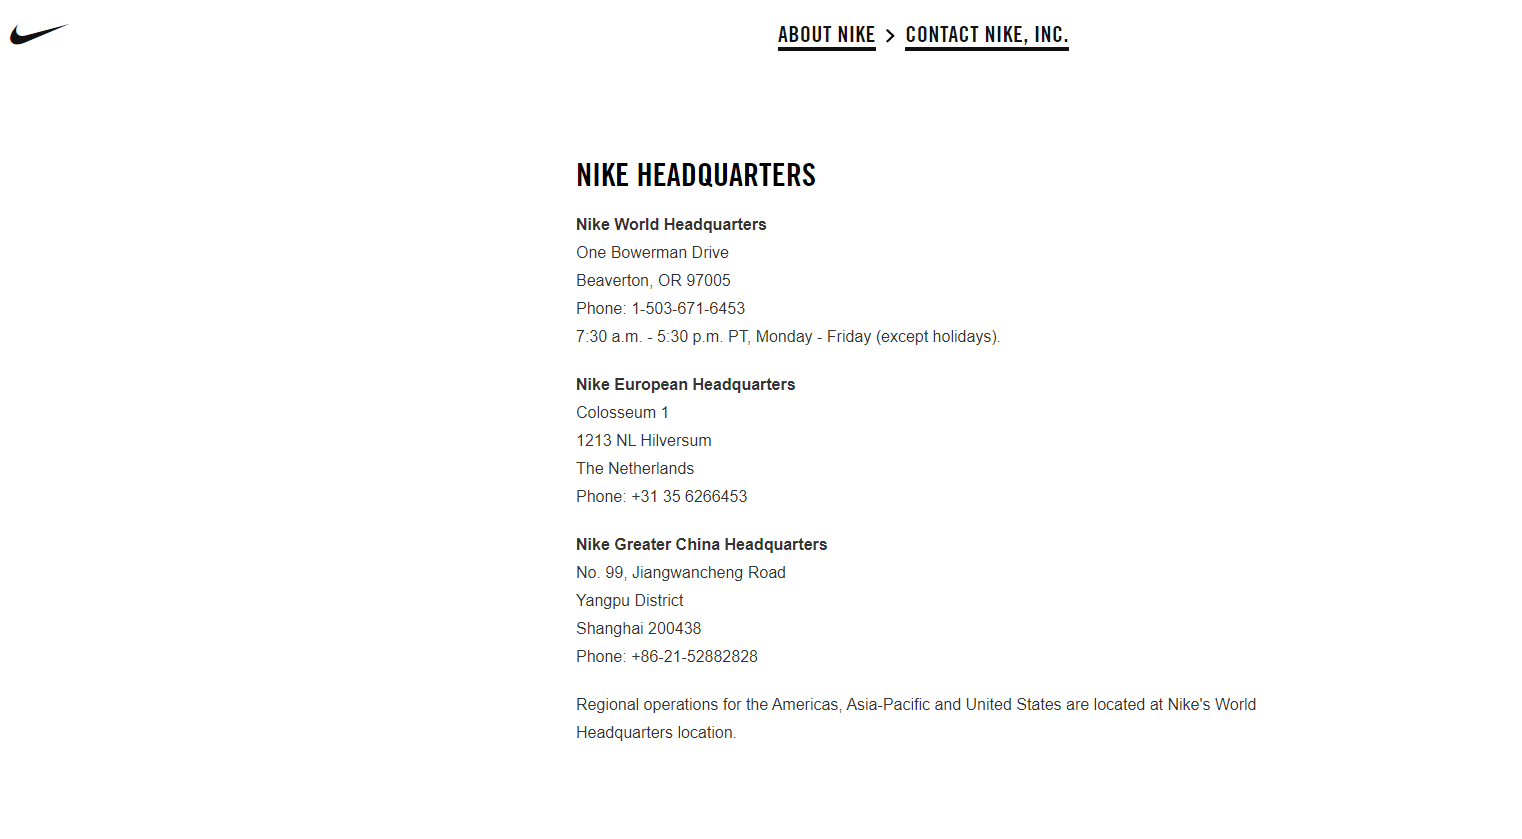 ABOUT NIKE > CONTACT NIKE, INC.
NIKE HEADQUARTERS
Nike World Headquarters
One Bowerman Drive
Beaverton, OR 97005
Phone: 1-503-671-6453
7:30 a.m. - 5:30 p.m. PT, Monday - Friday (except holidays).
Nike European Headquarters
Colosseum 1
1213 NL Hilversum
The Netherlands
Phone: +31 35 6266453
Nike Greater China Headquarters
No. 99, Jiangwancheng Road
Yangpu District
Shanghai 200438
Phone: +86-21-52882828
Regional operations for the Americas, Asia-Pacific and United States are located at Nike's World
Headquarters location.